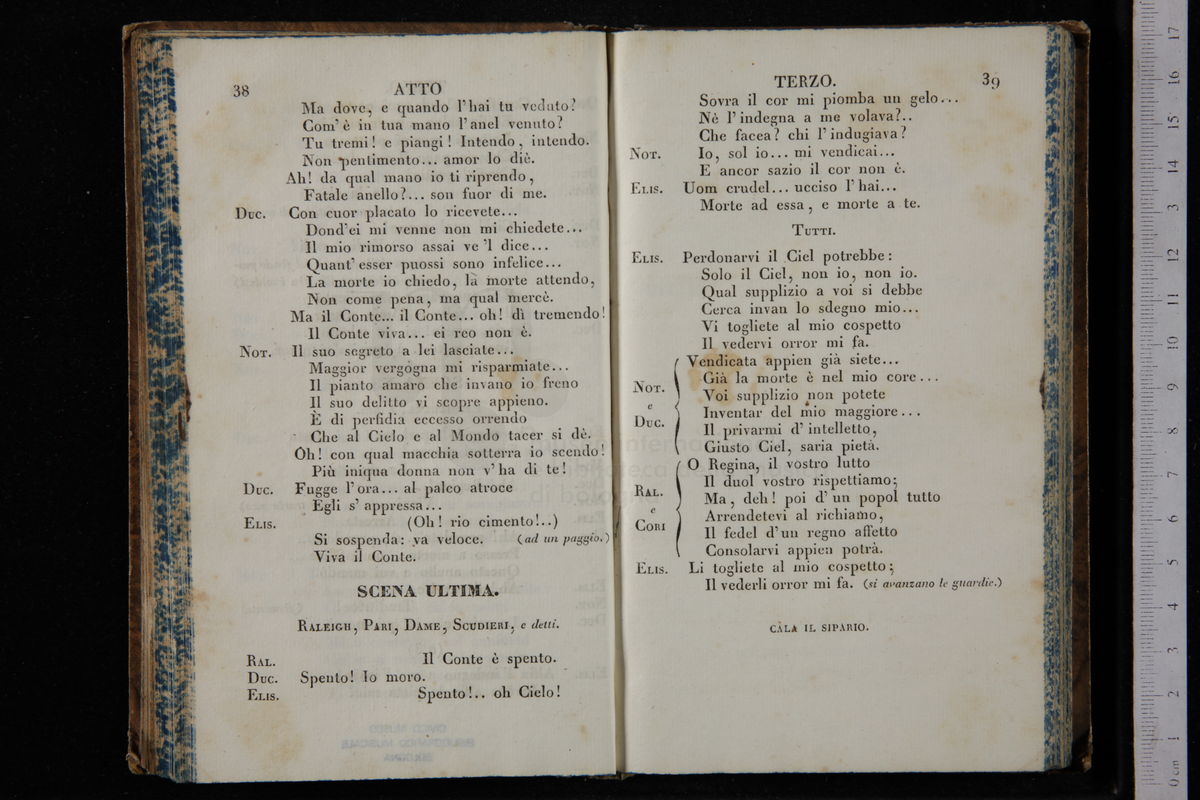 38
ATTO
Ma dove, e quando l'hai tu veduto?
Com' è in tua mano l'anel venuto?
Tu tremi! e piangi! Intendo, intendo.
Non pentimento... amor lo diè.
Ah! da qual mano io ti riprendo,
Fatale anello?... son fuor di me.
DUC. Con cuor placato lo ricevete...
Dond'ei mi venne non mi chiedete...
Il mio rimorso assai ve 'l dice...
Quant' esser puossi sono infelice...
La morte io chiedo, la morte attendo,
Non come pena, ma qual mercè.
Ma il Conte... il Conte... oh! dì tremendo!
Il Conte viva... ei reo non è.
NOT. Il suo segreto a lei lasciate...
Maggior vergogna mi risparmiate...
Il pianto amaro che invano io freno
Il suo delitto vi scopre appieno.
È di perfidia eccesso orrendo
Che al Cielo e al Mondo tacer si dè.
Oh! con qual macchia sotterra io scendo!
Più iniqua donna non v'ha di te!
DUC. Fugge l'ora... al palco atroce
Egli s' appressa...
ELIS. (Oh! rio cimento!..)
Si sospenda: va veloce. (ad un paggio.)
Viva il Conte.
SCENA ULTIMA.
RALEIGH, PARI, DAME, SCUDIERI, e detti.
RAL. Il Conte è spento.
DUC. Spento! Io moro.
ELIS. Spento!.. oh Cielo!
TERZO.
39
Sovra il cor mi piomba un gelo...
Nè l'indegna a me volava?..
Che facea? chi l'indugiava?
NOT. Io, sol io... mi vendicai...
E ancor sazio il cor non è.
ELIS. Uom crudel... ucciso l'hai...
Morte ad essa, e morte a te.
TUTTI.
ELIS. Perdonarvi il Ciel potrebbe:
Solo il Ciel, non io, non io.
Qual supplizio a voi si debbe
Cerca invan lo sdegno mio...
Vi togliete al mio cospetto
Il vedervi orror mi fa.
NOT. e DUC. Vendicata appien già siete...
Già la morte è nel mio core...
Voi supplizio non potete
Inventar del mio maggiore...
Il privarmi d' intelletto,
Giusto Ciel, saria pietà.
RAL. e CORI O Regina, il vostro lutto
Il duol vostro rispettiamo;
Ma, deh! poi d' un popol tutto
Arrendetevi al richiamo,
Il fedel d'un regno affetto
Consolarvi appien potrà.
ELIS. Li togliete al mio cospetto;
Il vederli orror mi fa. (si avanzano le guardie.)
CALA IL SIPARIO.